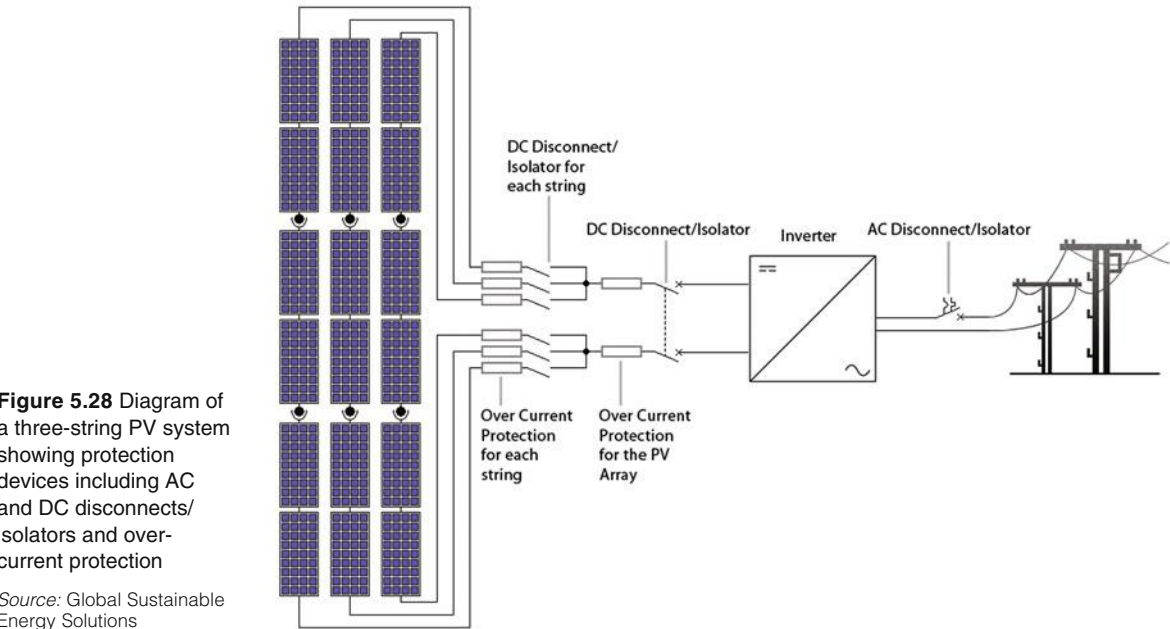 DC Disconnect/
Isolator for
each string
DC Disconnect/Isolator
Inverter
AC Disconnect/Isolator
Over Current
Protection
for each
string
Over Current
Protection
for the PV
Array
Figure 5.28 Diagram of
a three-string PV system
showing protection
devices including AC
and DC disconnects/
isolators and over-
current protection
Source: Global Sustainable
Energy Solutions